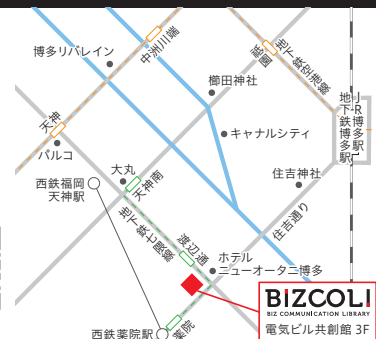 博多リバレイン
中洲川端
祇園
地下鉄空港線
櫛田神社
天神
キャナルシティ
JR博多駅
地下鉄博多駅
パルコ
大丸
天神南
住吉神社
西鉄福岡
天神駅
地下鉄七隈線
住吉通り
渡辺通
ホテル
ニューオータニ博多
BIZCOLI
BIZ COMMUNICATION LIBRARY
電気ビル共創館 3F
西鉄薬院駅
薬院